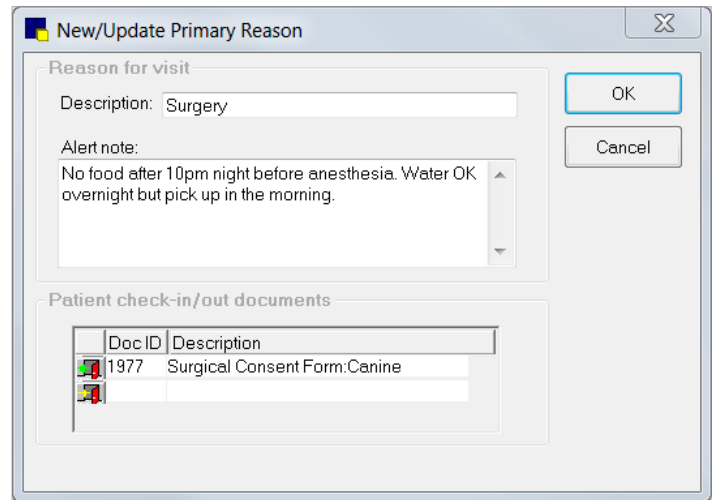 New/Update Primary Reason
Reason for visit
Description: Surgery
OK
Alert note:
Cancel
No food after 10pm night before anesthesia. Water OK
overnight but pick up in the morning.
Patient check-in/out documents
Doc ID Description
1977 Surgical Consent Form:Canine